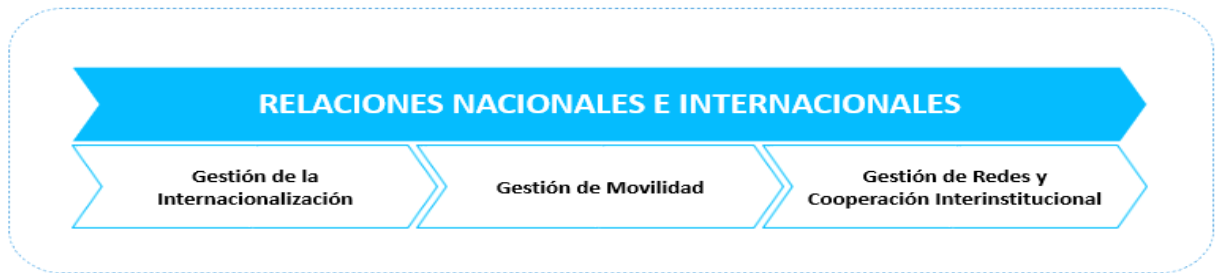 RELACIONES NACIONALES E INTERNACIONALES
Gestión de la
Internacionalización
Gestión de Movilidad
Gestión de Redes y
Cooperación Interinstitucional